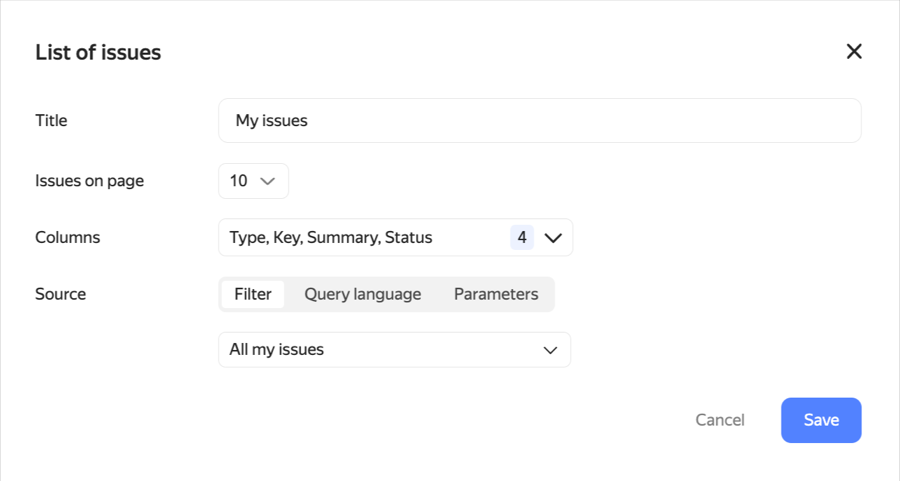 List of issues
Title
My issues
Issues on page
10
Columns
Type, Key, Summary, Status
4
Source
Filter
Query language
Parameters
All my issues
Cancel
Save